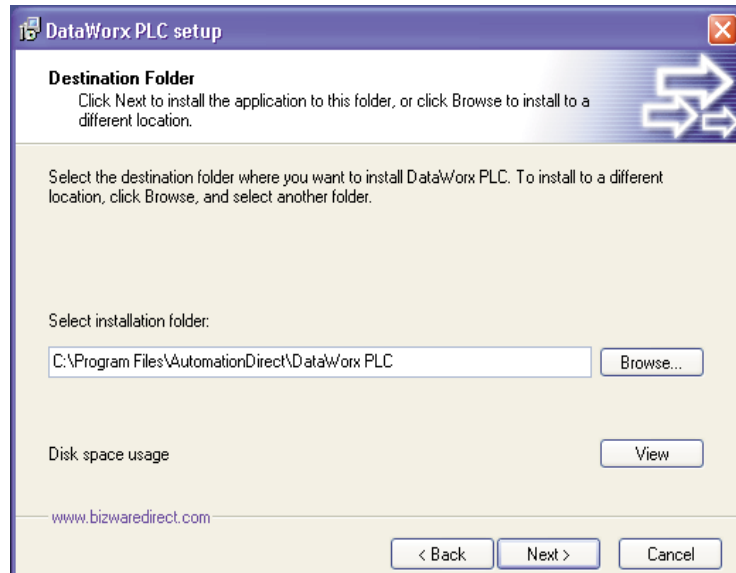 DataWorx PLC setup
Destination Folder
Click Next to install the application to this folder, or click Browse to install to a
different location.
Select the destination folder where you want to install DataWorx PLC. To install to a different
location, click Browse, and select another folder.
Select installation folder:
C:\Program Files\AutomationDirect\DataWorx PLC
Browse...
Disk space usage
View
www.bizwaredirect.com
< Back
Next >
Cancel